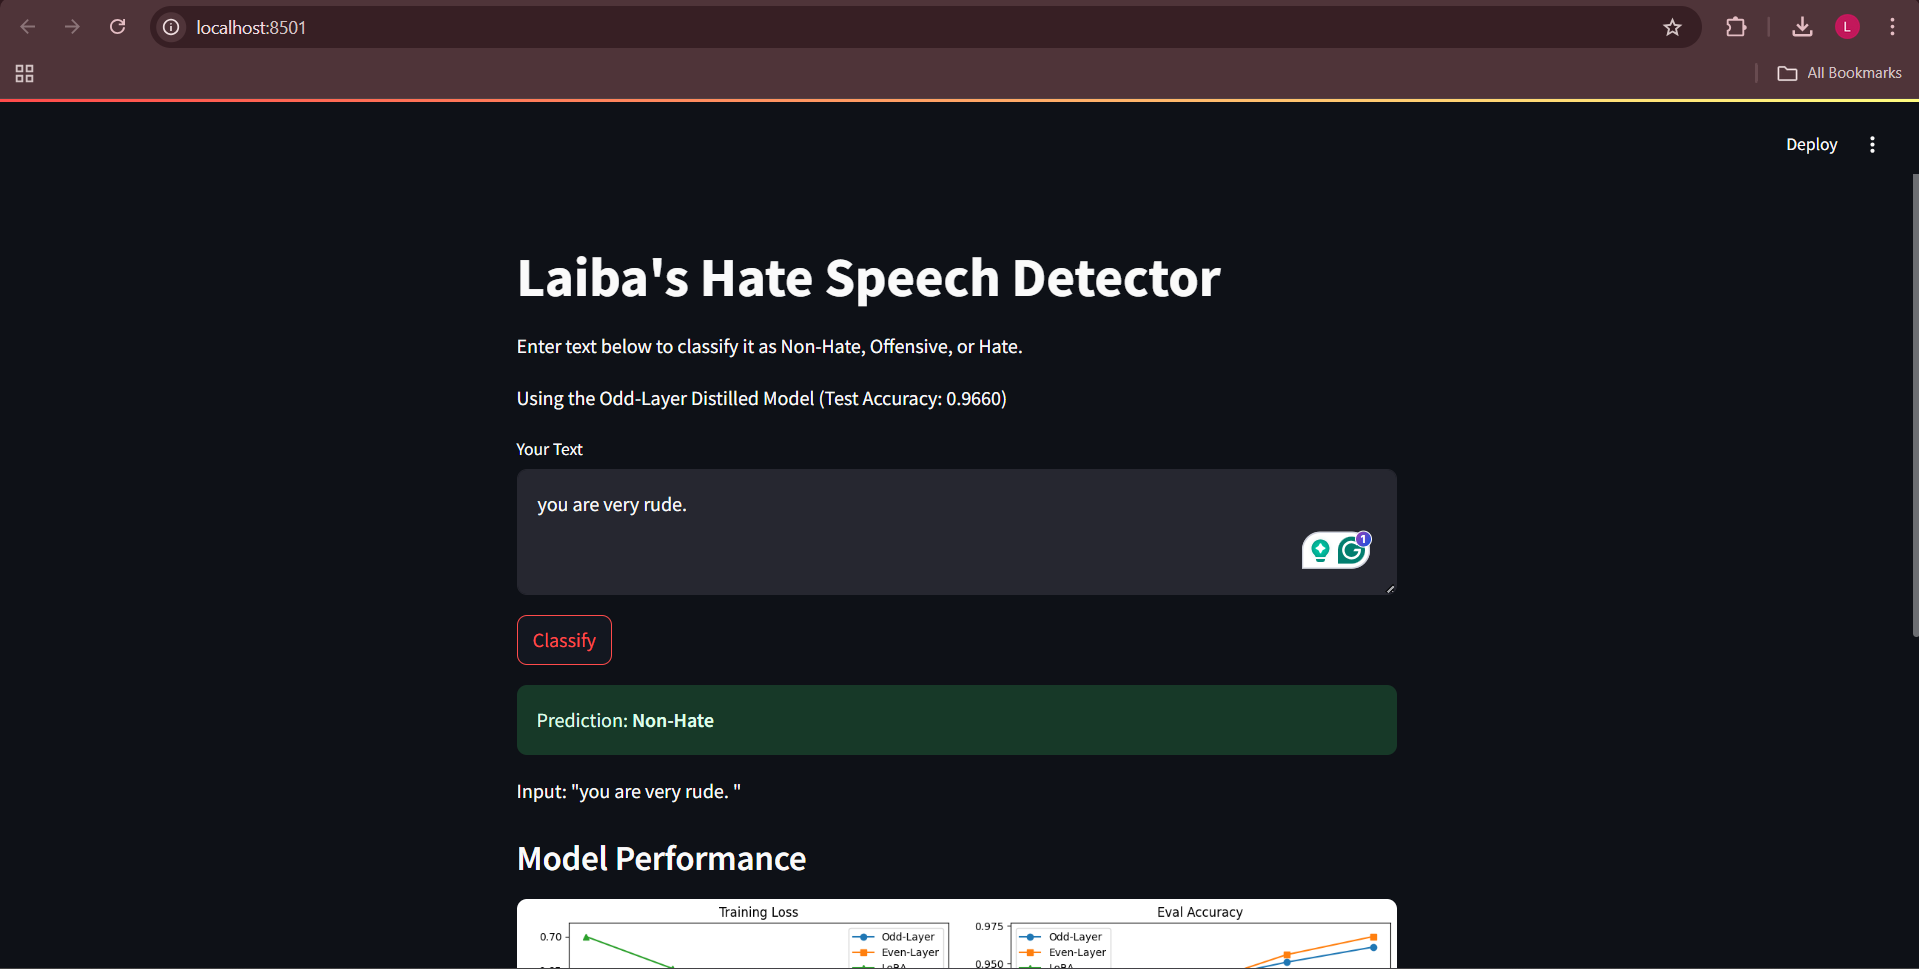 localhost:8501
L
All Bookmarks
Deploy
Laiba's Hate Speech Detector
Enter text below to classify it as Non-Hate, Offensive, or Hate.
Using the Odd-Layer Distilled Model (Test Accuracy: 0.9660)
Your Text
you are very rude.
1
Classify
Prediction: Non-Hate
Input: "you are very rude. "
Model Performance
Training Loss
0.70
Odd-Layer
Even-Layer
LoRA
Eval Accuracy
0.975
0.950
Odd-Layer
Even-Layer
LoRA